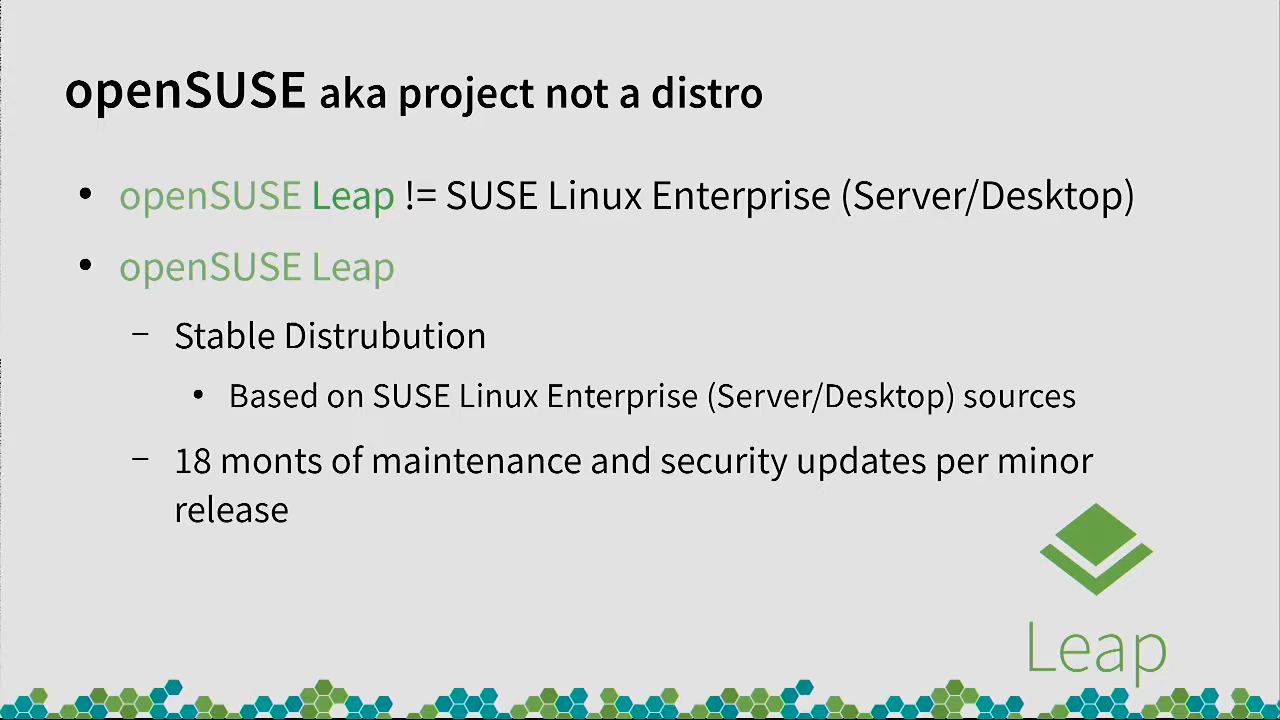 openSUSE aka project not a distro
• openSUSE Leap != SUSE Linux Enterprise (Server/Desktop)
• openSUSE Leap
– Stable Distrubution
• Based on SUSE Linux Enterprise (Server/Desktop) sources
– 18 monts of maintenance and security updates per minor
release
Leap